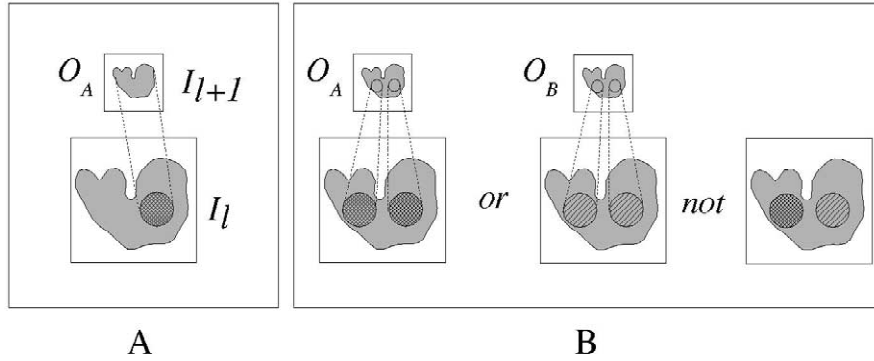 O_A I_{l+1}
I_l
A
O_A O_B
or not
B